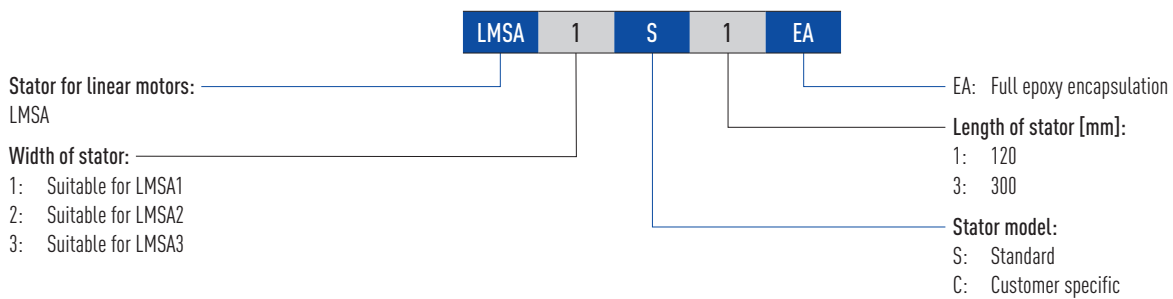 LMSA 1 S 1 EA
Stator for linear motors:
LMSA
Width of stator:
1: Suitable for LMSA1
2: Suitable for LMSA2
3: Suitable for LMSA3
EA: Full epoxy encapsulation
Length of stator [mm]:
1: 120
3: 300
Stator model:
S: Standard
C: Customer specific